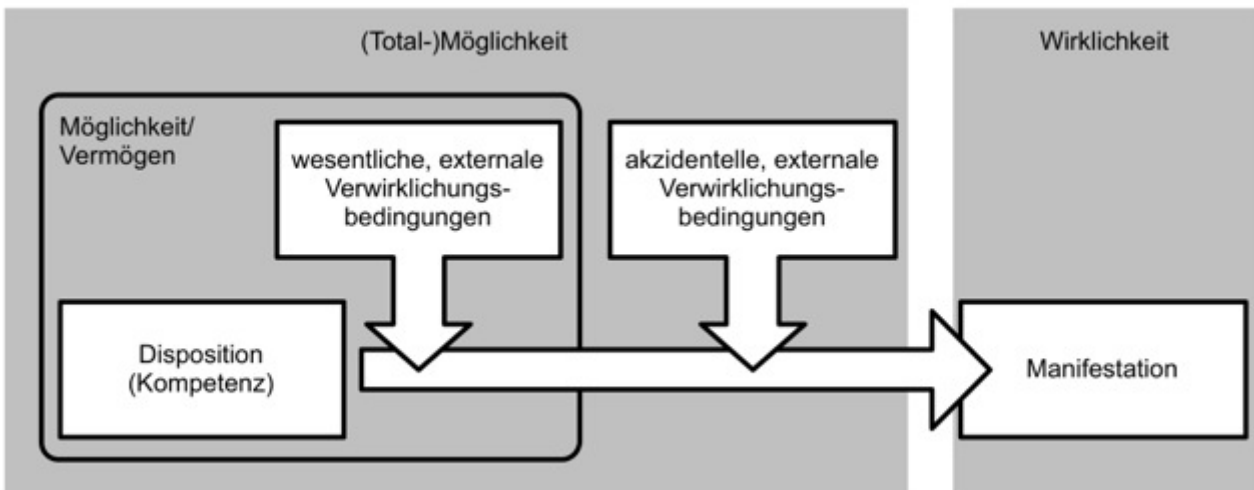 (Total-)Möglichkeit
Wirklichkeit
Möglichkeit/
Vermögen
wesentliche, externale
Verwirklichungs-
bedingungen
akzidentelle, externale
Verwirklichungs-
bedingungen
Disposition
(Kompetenz)
Manifestation